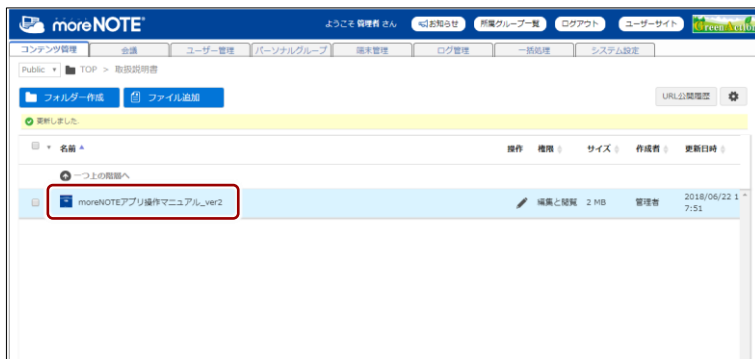 moreNOTE
ようこそ 管理者 さん
お知らせ
所属グループ一覧
ログアウト
ユーザーサイト
Green Action
コンテンツ管理
会議
ユーザー管理
パーソナルグループ
端末管理
ログ管理
一括処理
システム設定
Public
TOP > 取扱説明書
フォルダー作成
ファイル追加
URL公開履歴
更新しました
名前
操作
権限
サイズ
作成者
更新日時
一つ上の階層へ
moreNOTEアプリ操作マニュアル_ver2
編集と閲覧
2 MB
管理者
2018/06/22 1
7:51